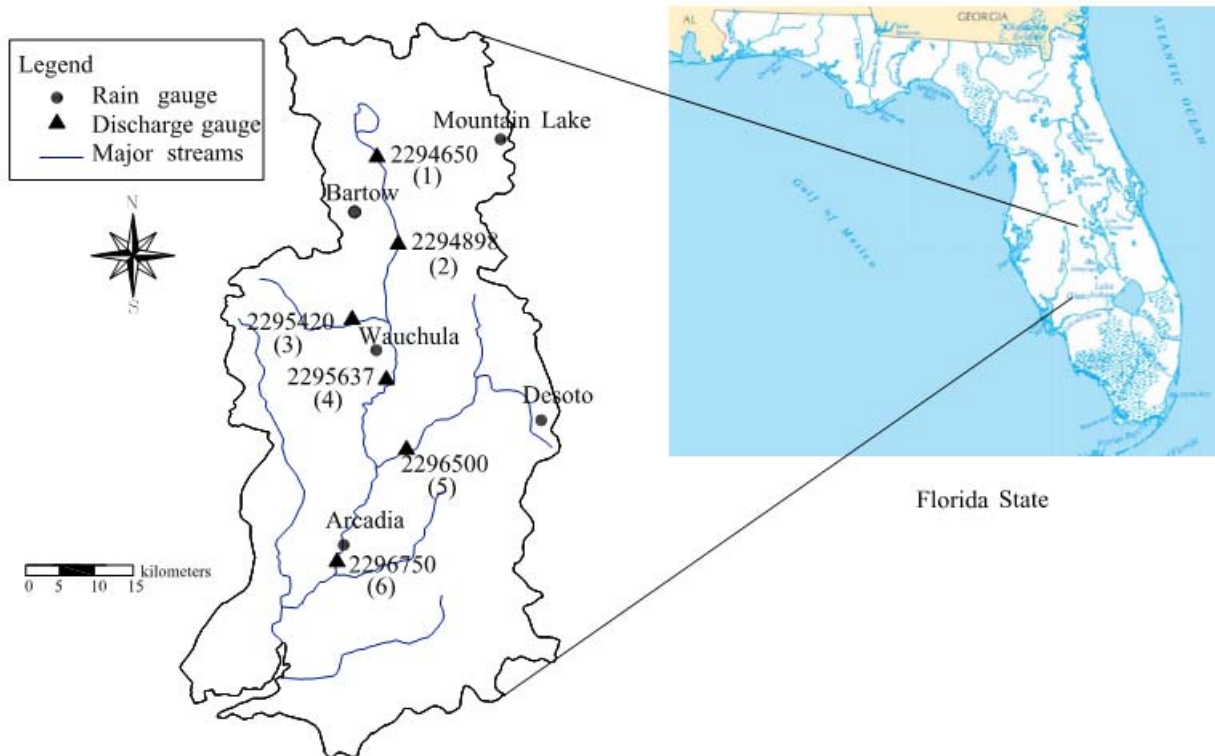 Legend
Rain gauge
Discharge gauge
Major streams
N
S
Mountain Lake
2294650
(1)
Bartow
2294898
(2)
2295420
(3)
Wauchula
2295637
(4)
Desoto
2296500
(5)
Arcadia
2296750
(6)
kilometers
0 5 10 15
AL
GEORGIA
ATLANTIC OCEAN
Gulf of Mexico
Lake
Florida State